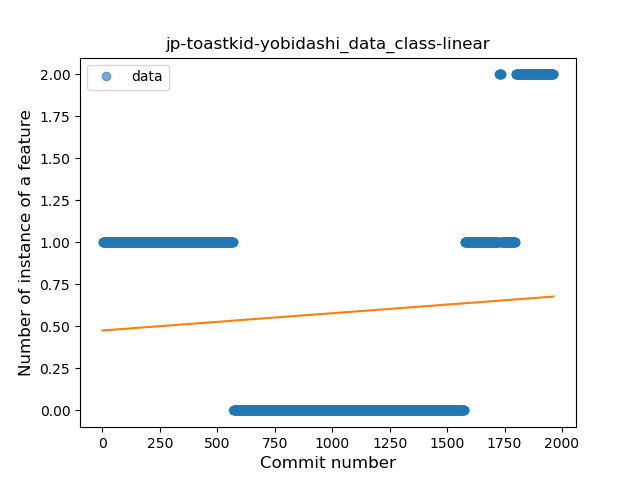 jp-toastkid-yobidashi_data_class-linear
data
Number of instance of a feature
2.00
1.75
1.50
1.25
1.00
0.75
0.50
0.25
0.00
0 250 500 750 1000 1250 1500 1750 2000
Commit number